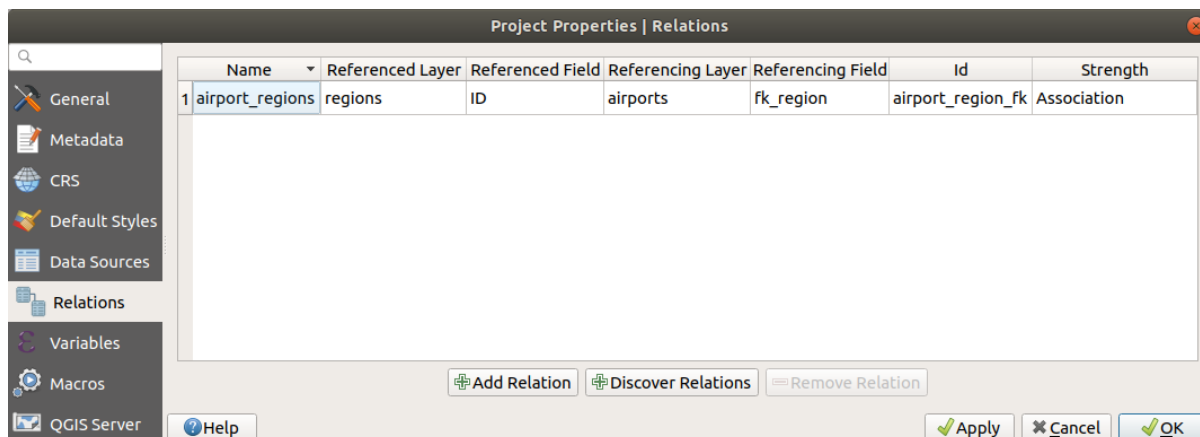 Project Properties | Relations
Name Referenced Layer Referenced Field Referencing Layer Referencing Field Id Strength
1 airport_regions regions ID airports fk_region airport_region_fk Association
General
Metadata
CRS
Default Styles
Data Sources
Relations
Variables
Macros
QGIS Server
Add Relation Discover Relations Remove Relation
Help Apply Cancel OK